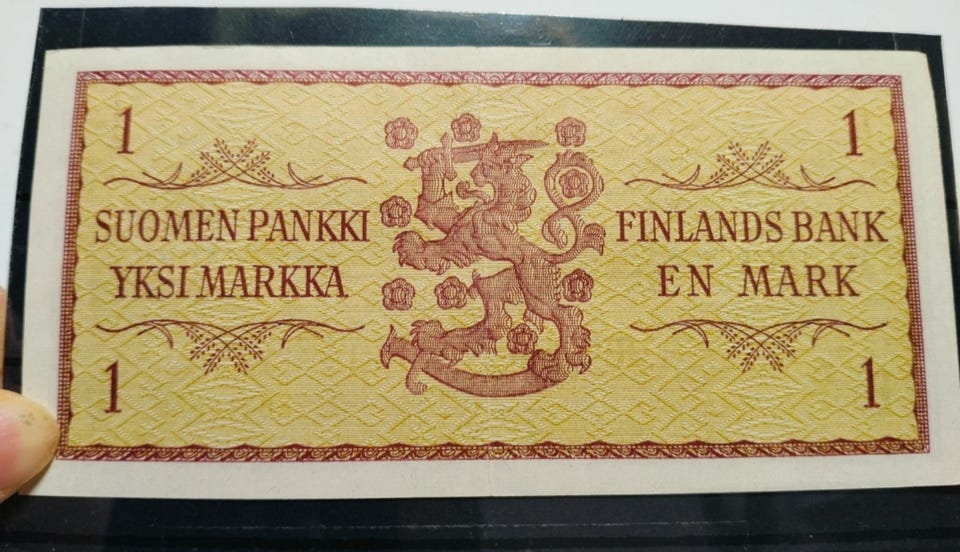 1
1
SUOMEN PANKKI
YKSI MARKKA
FINLANDS BANK
EN MARK
1
1